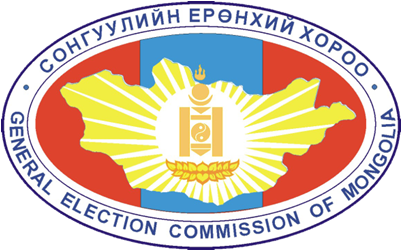 СОНГУУЛИЙН ЕРӨНХИЙ ХОРОО
GENERAL ELECTION COMMISSION OF MONGOLIA